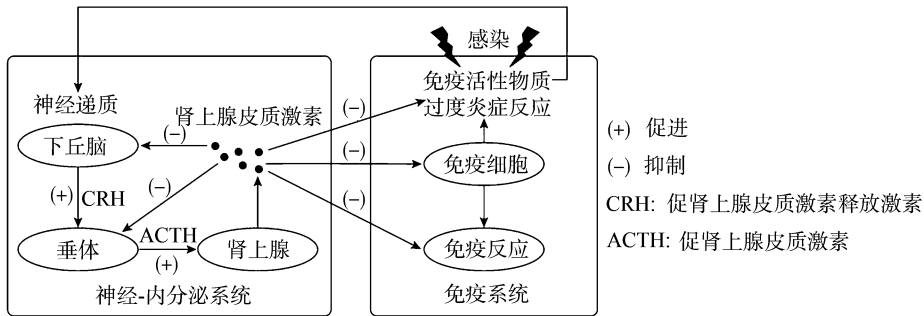 感染
免疫活性物质
过度炎症反应
神经递质
肾上腺皮质激素
(-)
(-)
下丘脑
(-)
免疫细胞
(+) CRH
(-)
(-)
ACTH
垂体
(+)
肾上腺
免疫反应
神经-内分泌系统
免疫系统
(+) 促进
(-) 抑制
CRH: 促肾上腺皮质激素释放激素
ACTH: 促肾上腺皮质激素